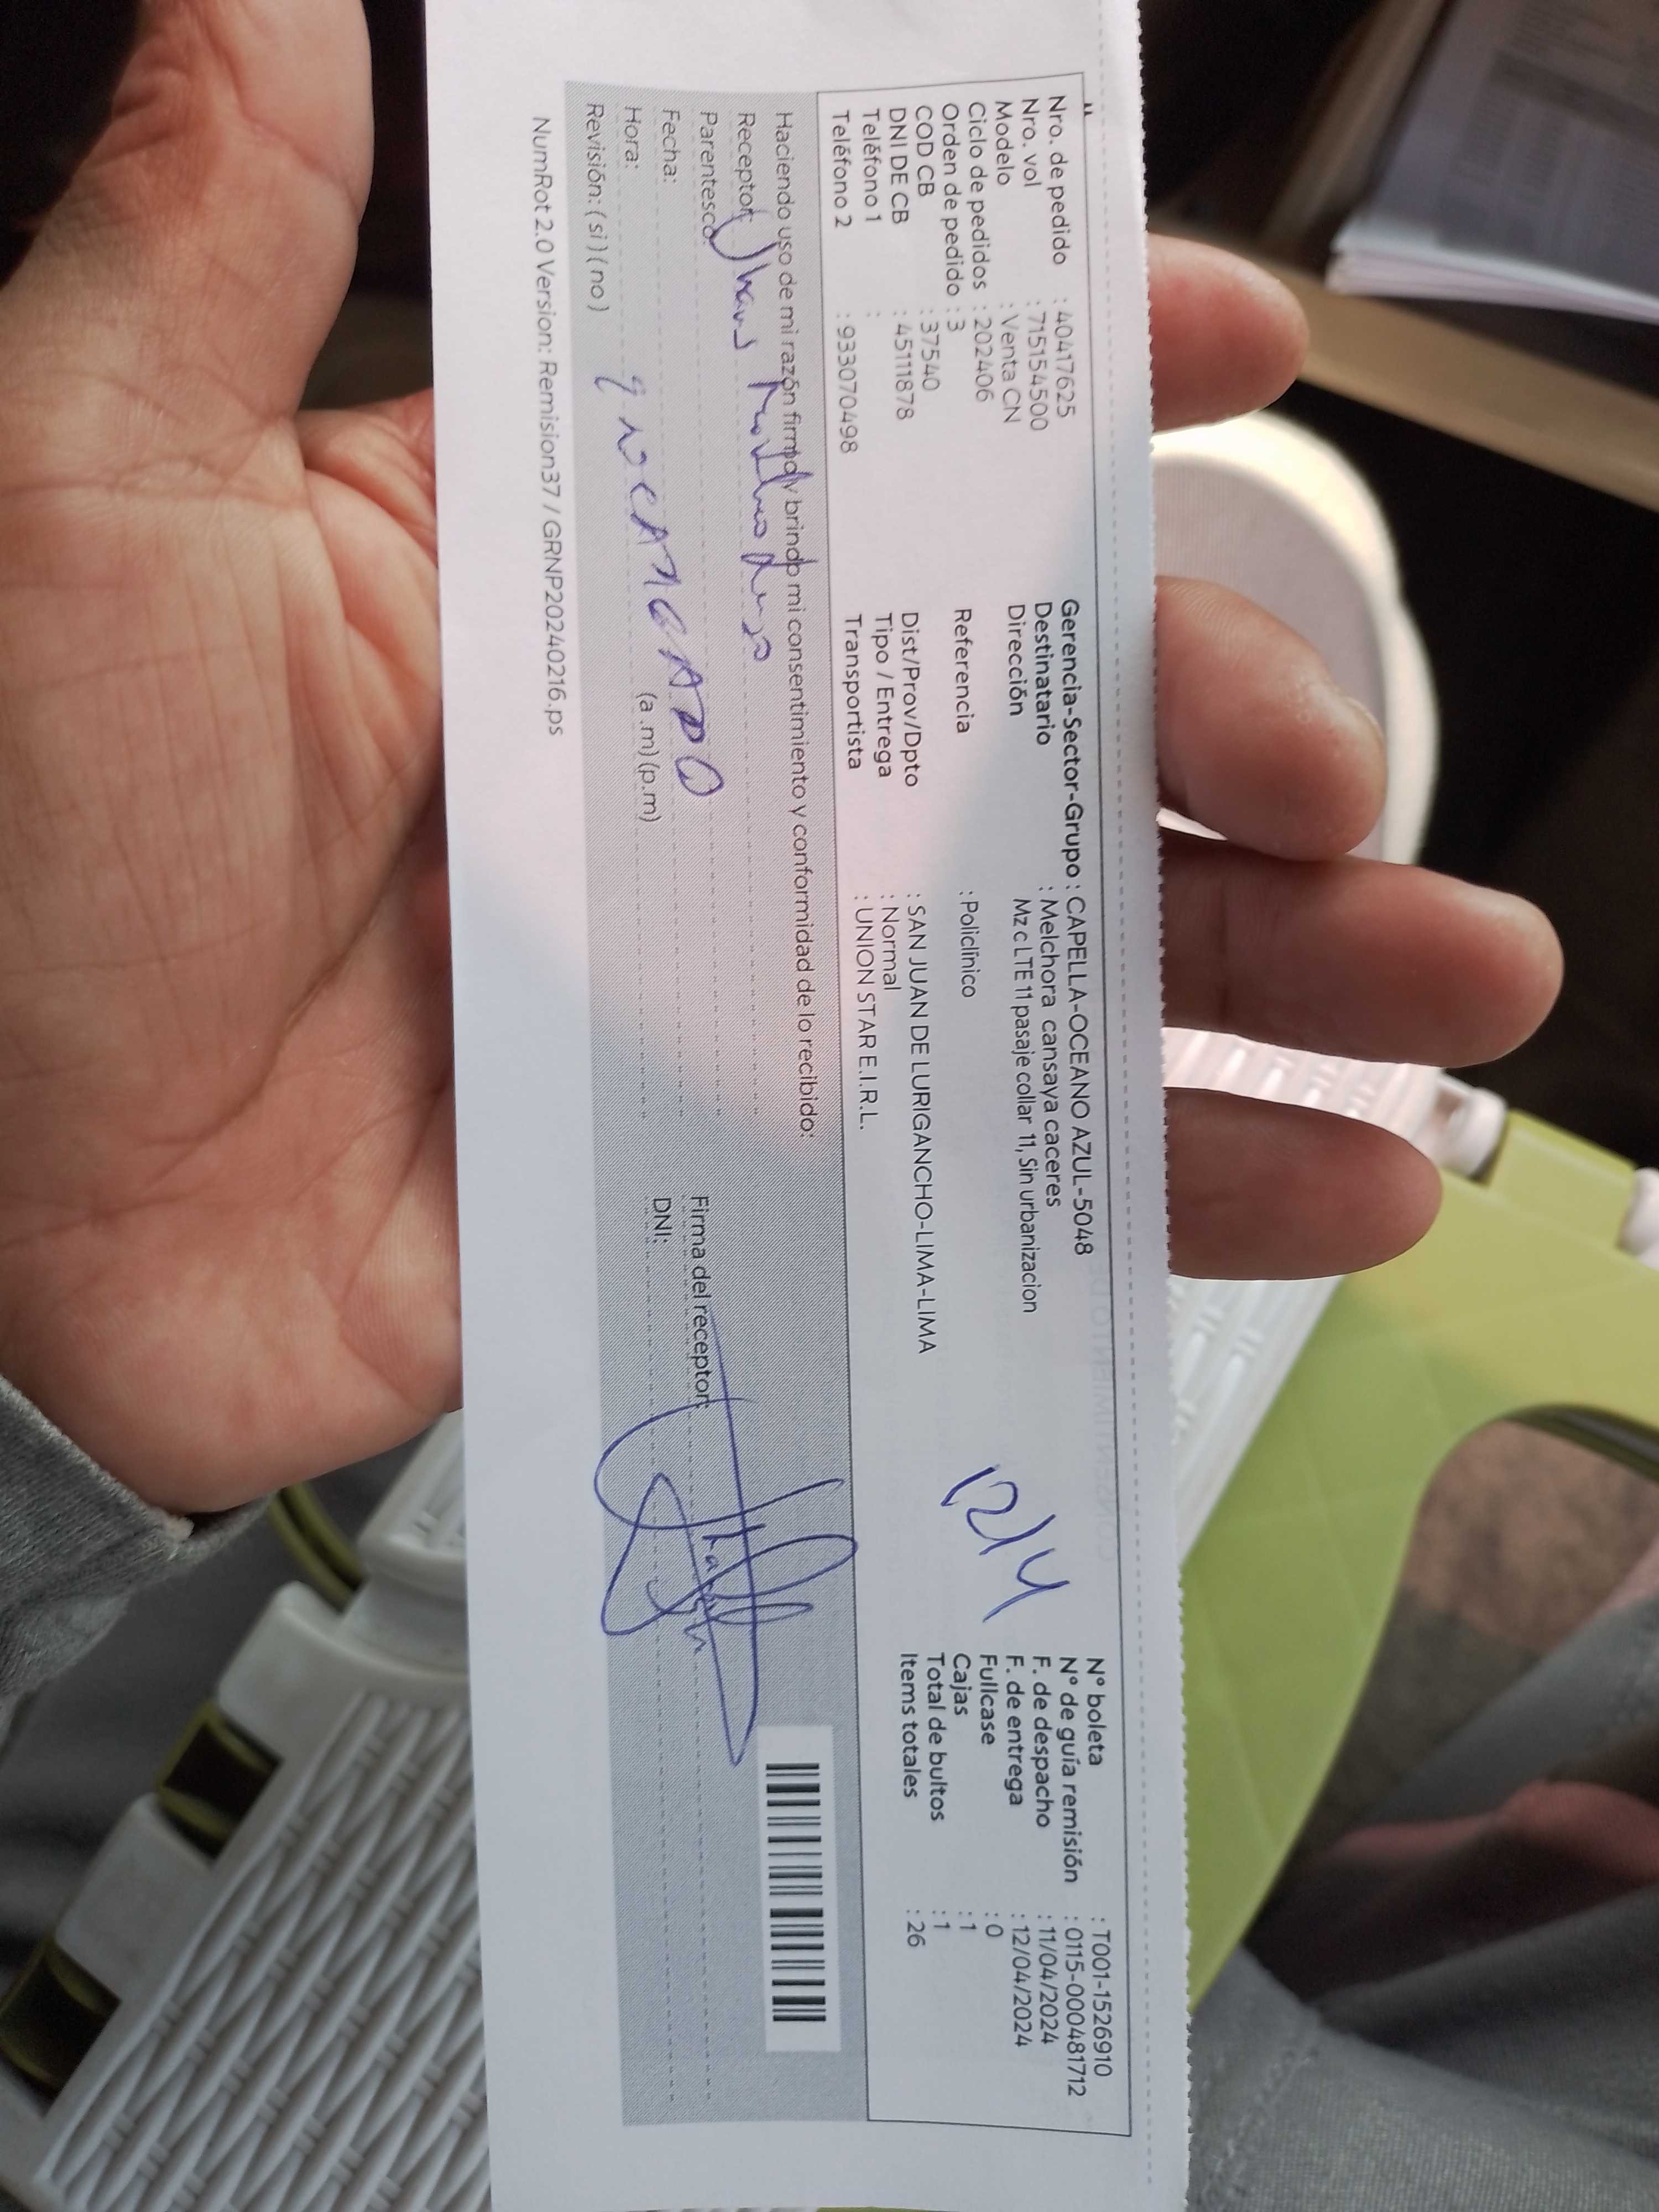 Nro. de pedido : 40417625
Nro. vol : 715154500
Modelo : Venta CN
Ciclo de pedidos : 202406
Orden de pedido : 3
COD CB : 37540
DNI DE CB : 45111878
Teléfono 1 :
Teléfono 2 : 933070498
Gerencia-Sector-Grupo : CAPELLA-OCEANO AZUL-5048
Destinatario : Melchora cansaya caceres
Dirección Mz c LTE 11 pasaje collar 11, Sin urbanizacion
Referencia : Policlínico
Dist/Prov/Dpto : SAN JUAN DE LURIGANCHO-LIMA-LIMA
Tipo / Entrega : Normal
Transportista : UNION STAR E.I.R.L.
12/4
N° boleta : T001-1526910
N° de guía remisión : 0115-000481712
F. de despacho : 11/04/2024
F. de entrega : 12/04/2024
Fullcase : 0
Cajas : 1
Total de bultos : 1
Items totales : 26
Haciendo uso de mi razón firmo y brindo mi consentimiento y conformidad de lo recibido:
Receptor:
Parentesco:
Fecha:
Hora: (a.m)(p.m)
Revisión: ( si ) ( no )
Firma del receptor:
DNI:
NumRot 2.0 Version: Remision37 / GRNP20240216.ps